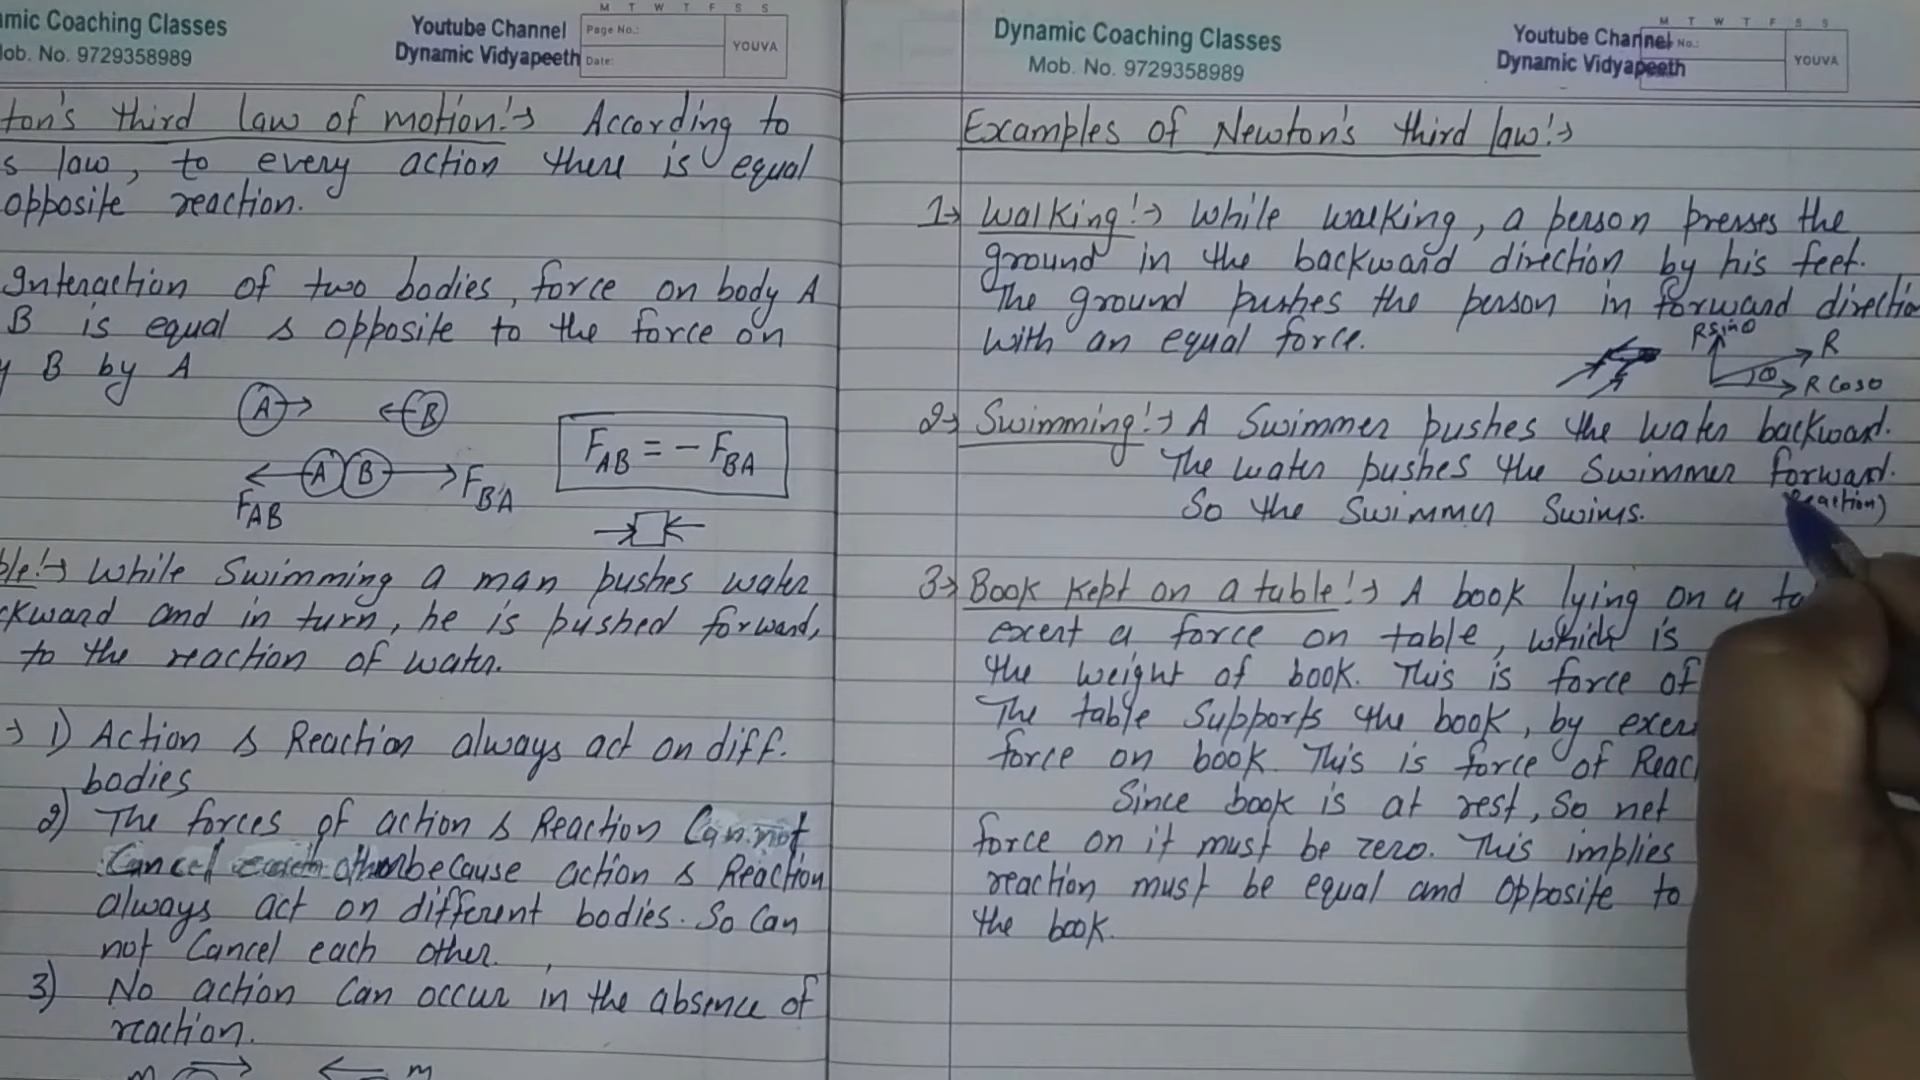 mic Coaching Classes
ob. No. 9729358989
Youtube Channel
Dynamic Vidyapeeth
M T W T F S S
Page No.:
Date:
YOUVA
ton's third law of motion:→ According to
s law, to every action there is equal
opposite reaction.
Interaction of two bodies, force on body A
B is equal & opposite to the force on
y B by A
A B
A B
F_AB F_BA
F_AB = - F_BA
ble:→ While Swimming a man pushes water
ckward and in turn, he is pushed forward,
to the reaction of water.
→ 1) Action & Reaction always act on diff.
bodies
2) The forces of action & Reaction Can not
Cancel each other because action & Reaction
always act on different bodies. So Can
not Cancel each other.
3) No action Can occur in the absence of
reaction.
m m
Dynamic Coaching Classes
Mob. No. 9729358989
Youtube Channel
Dynamic Vidyapeeth
M T W T F S S
No.:
YOUVA
Examples of Newton's third law:→
1→ Walking:→ While walking, a person presses the
ground in the backward direction by his feet.
The ground pushes the person in forward directio
with an equal force.
R Sinθ
R
θ
R Cosθ
2→ Swimming:→ A Swimmer pushes the water backward.
The water pushes the Swimmer forward.
So the Swimmer Swims.
eaction)
3→ Book Kept on a table:→ A book lying on a ta
exert a force on table, which is
the weight of book. This is force of
The table Supports the book, by exer
force on book. This is force of Reac
Since book is at rest, So net
force on it must be zero. This implies
reaction must be equal and opposite to
the book.